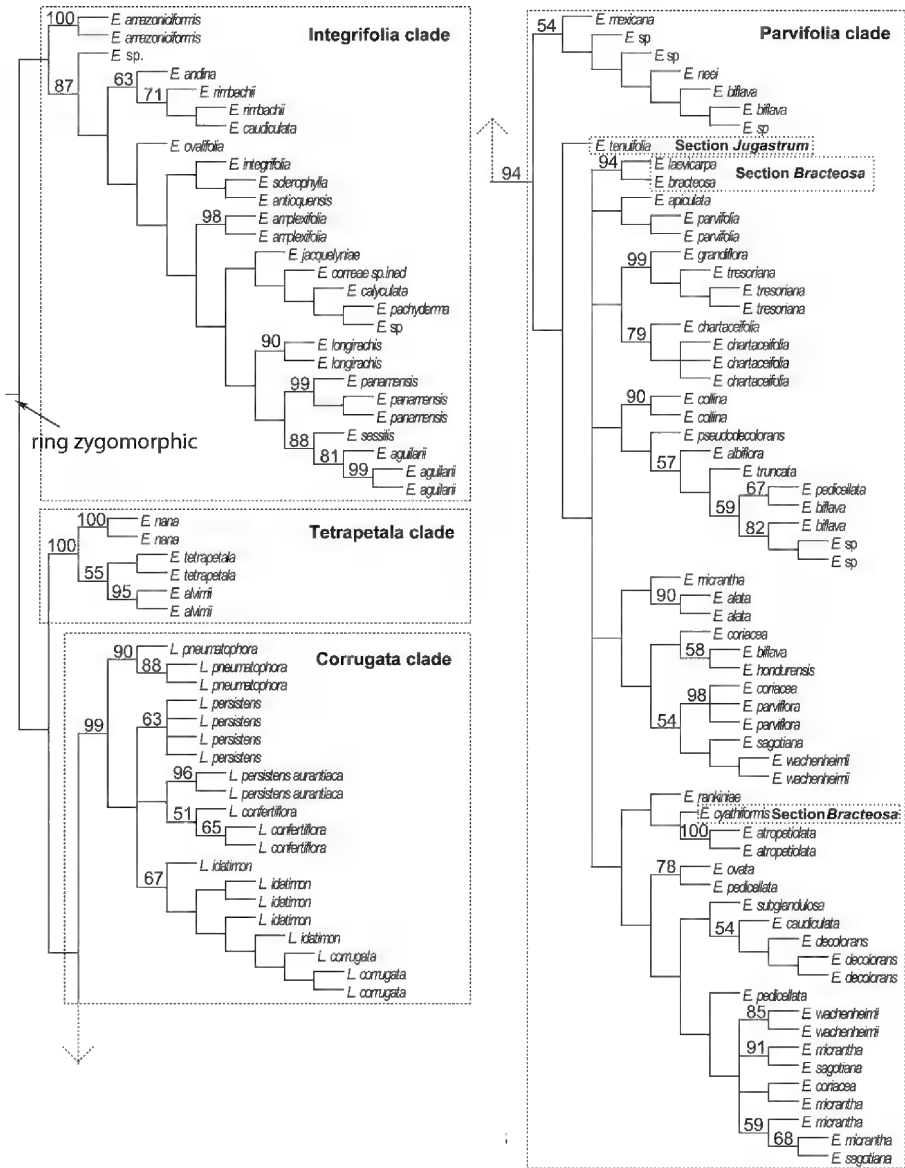 100
E. amazoniciformis
E. amazoniciformis
Integrifolia clade
E. sp.
87
63
E. andina
71
E. rimbachii
E. rimbachii
E. caudiculata
E. ovalifolia
E. integrifolia
E. sclerophylla
E. antioquensis
98
E. amplexifolia
E. amplexifolia
E. jacquelyniae
E. correae sp.ined
E. calyculata
E. pachyderma
E. sp
90
E. longirachis
E. longirachis
99
E. panamensis
E. panamensis
E. panamensis
88
E. sessilis
81
E. aguilarii
99
E. aguilarii
E. aguilarii
ring zygomorphic
Tetrapetala clade
100
100
E. nana
E. nana
E. tetrapetala
55
E. tetrapetala
95
E. alvimii
E. alvimii
Corrugata clade
99
90
L. pneumatophora
88
L. pneumatophora
L. pneumatophora
63
L. persistens
L. persistens
L. persistens
L. persistens
96
L. persistens aurantiaca
L. persistens aurantiaca
51
L. confertiflora
65
L. confertiflora
L. confertiflora
67
L. idatimon
L. idatimon
L. idatimon
L. idatimon
L. idatimon
L. corrugata
L. corrugata
L. corrugata
94
Parvifolia clade
54
E. mexicana
E. sp
E. sp
E. neei
E. biflava
E. biflava
E. sp
E. tenuifolia Section Jugastrum
94
E. laevicarpa
E. bracteosa
Section Bracteosa
E. apiculata
E. parvifolia
E. parvifolia
99
E. grandiflora
E. tresoriana
E. tresoriana
E. tresoriana
79
E. chartaceifolia
E. chartaceifolia
E. chartaceifolia
E. chartaceifolia
90
E. collina
E. collina
E. pseudodecolorans
57
E. albiflora
E. truncata
59
67
E. pedicellata
E. biflava
82
E. biflava
E. sp
E. sp
E. micrantha
90
E. alata
E. alata
E. coriacea
58
E. biflava
E. hondurensis
54
98
E. coriacea
E. parviflora
E. parviflora
E. sagotiana
E. wachenheimii
E. wachenheimii
E. rankiniae
E. cyathiformis Section Bracteosa
100
E. atropetiolata
E. atropetiolata
78
E. ovata
E. pedicellata
E. subglandulosa
54
E. caudiculata
E. decolorans
E. decolorans
E. decolorans
E. pedicellata
85
E. wachenheimii
E. wachenheimii
91
E. micrantha
E. sagotiana
E. coriacea
E. micrantha
59
E. micrantha
68
E. micrantha
E. sagotiana